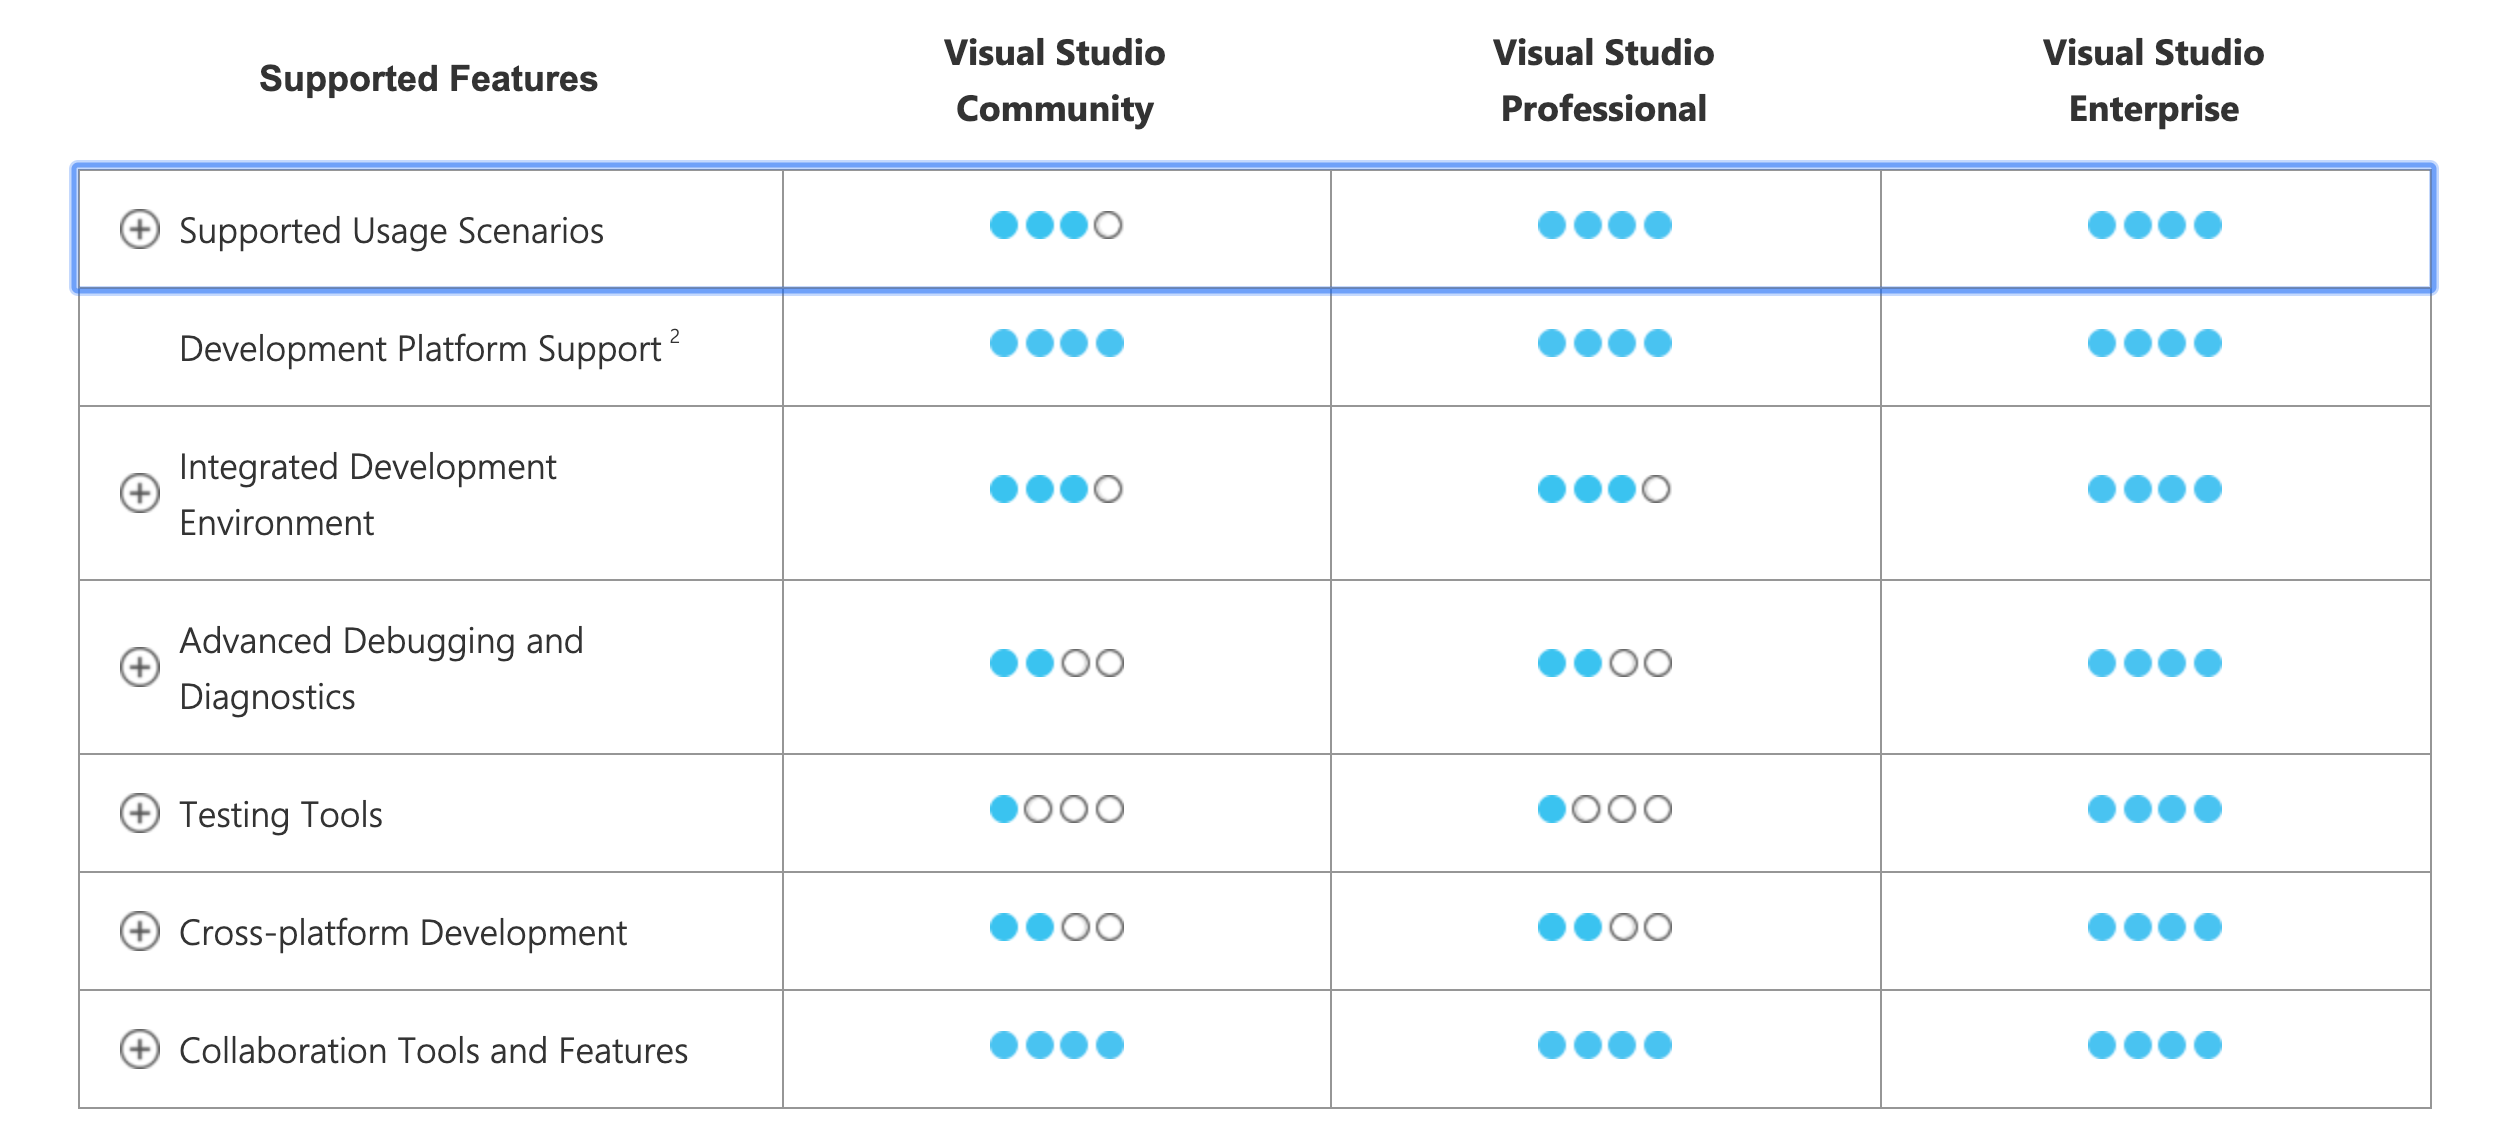 Supported Features
Visual Studio
Community
Visual Studio
Professional
Visual Studio
Enterprise
Supported Usage Scenarios
Development Platform Support 2
Integrated Development
Environment
Advanced Debugging and
Diagnostics
Testing Tools
Cross-platform Development
Collaboration Tools and Features